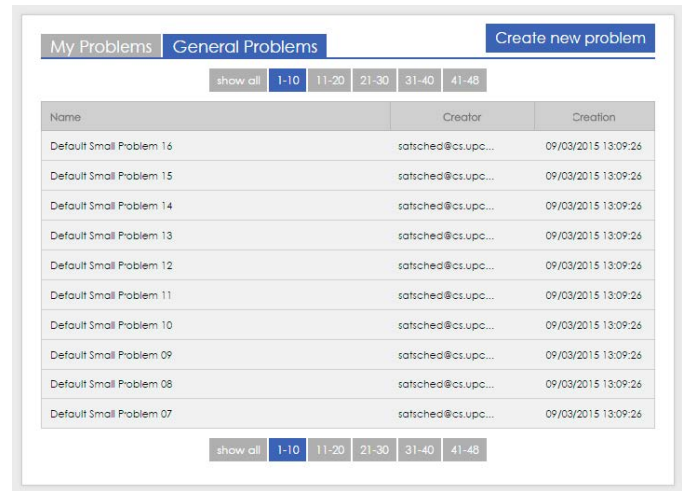 My Problems General Problems Create new problem
show all 1-10 11-20 21-30 31-40 41-48
Name Creator Creation
Default Small Problem 16 satsched@cs.upc... 09/03/2015 13:09:26
Default Small Problem 15 satsched@cs.upc... 09/03/2015 13:09:26
Default Small Problem 14 satsched@cs.upc... 09/03/2015 13:09:26
Default Small Problem 13 satsched@cs.upc... 09/03/2015 13:09:26
Default Small Problem 12 satsched@cs.upc... 09/03/2015 13:09:26
Default Small Problem 11 satsched@cs.upc... 09/03/2015 13:09:26
Default Small Problem 10 satsched@cs.upc... 09/03/2015 13:09:26
Default Small Problem 09 satsched@cs.upc... 09/03/2015 13:09:26
Default Small Problem 08 satsched@cs.upc... 09/03/2015 13:09:26
Default Small Problem 07 satsched@cs.upc... 09/03/2015 13:09:26
show all 1-10 11-20 21-30 31-40 41-48